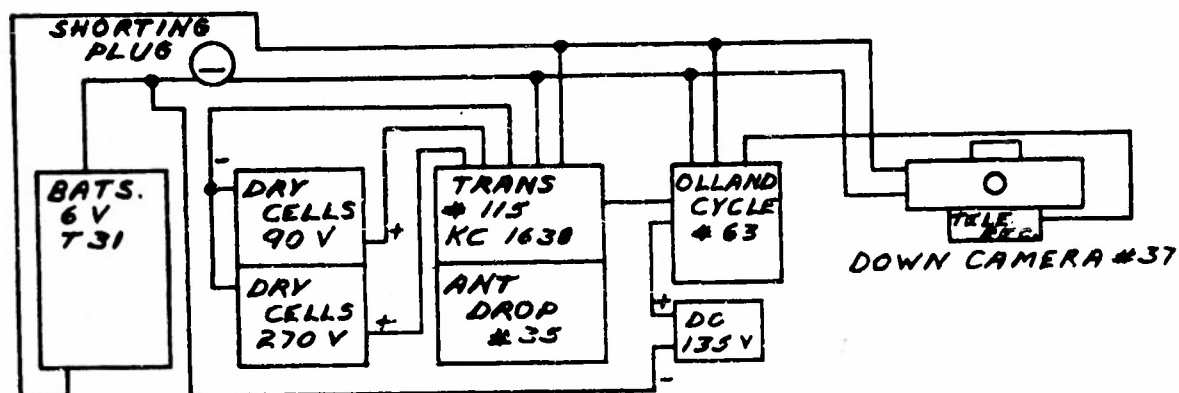 SHORTING
PLUG
BATS.
6 V
T 31
-
DRY
CELLS
90 V
+
DRY
CELLS
270 V
+
TRANS
# 115
KC 1638
ANT
DROP
# 35
OLLAND
CYCLE
# 63
+
DC
135 V
-
TELE.
REC.
DOWN CAMERA #37